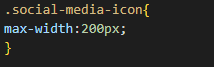 .social-media-icon{
max-width:200px;
}